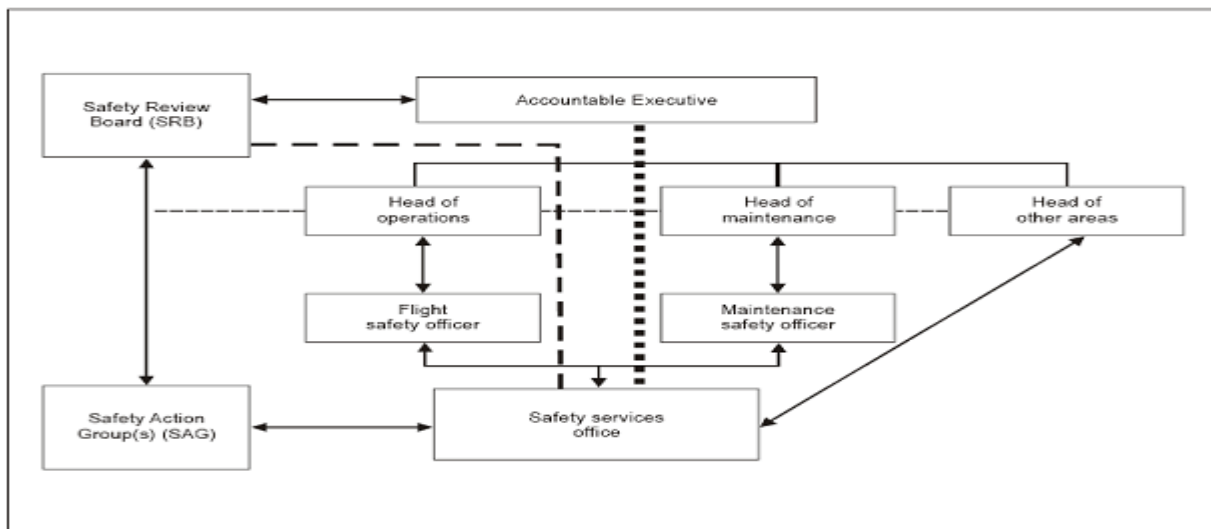 Safety Review
Board (SRB)
Accountable Executive
Head of
operations
Head of
maintenance
Head of
other areas
Flight
safety officer
Maintenance
safety officer
Safety Action
Group(s) (SAG)
Safety services
office